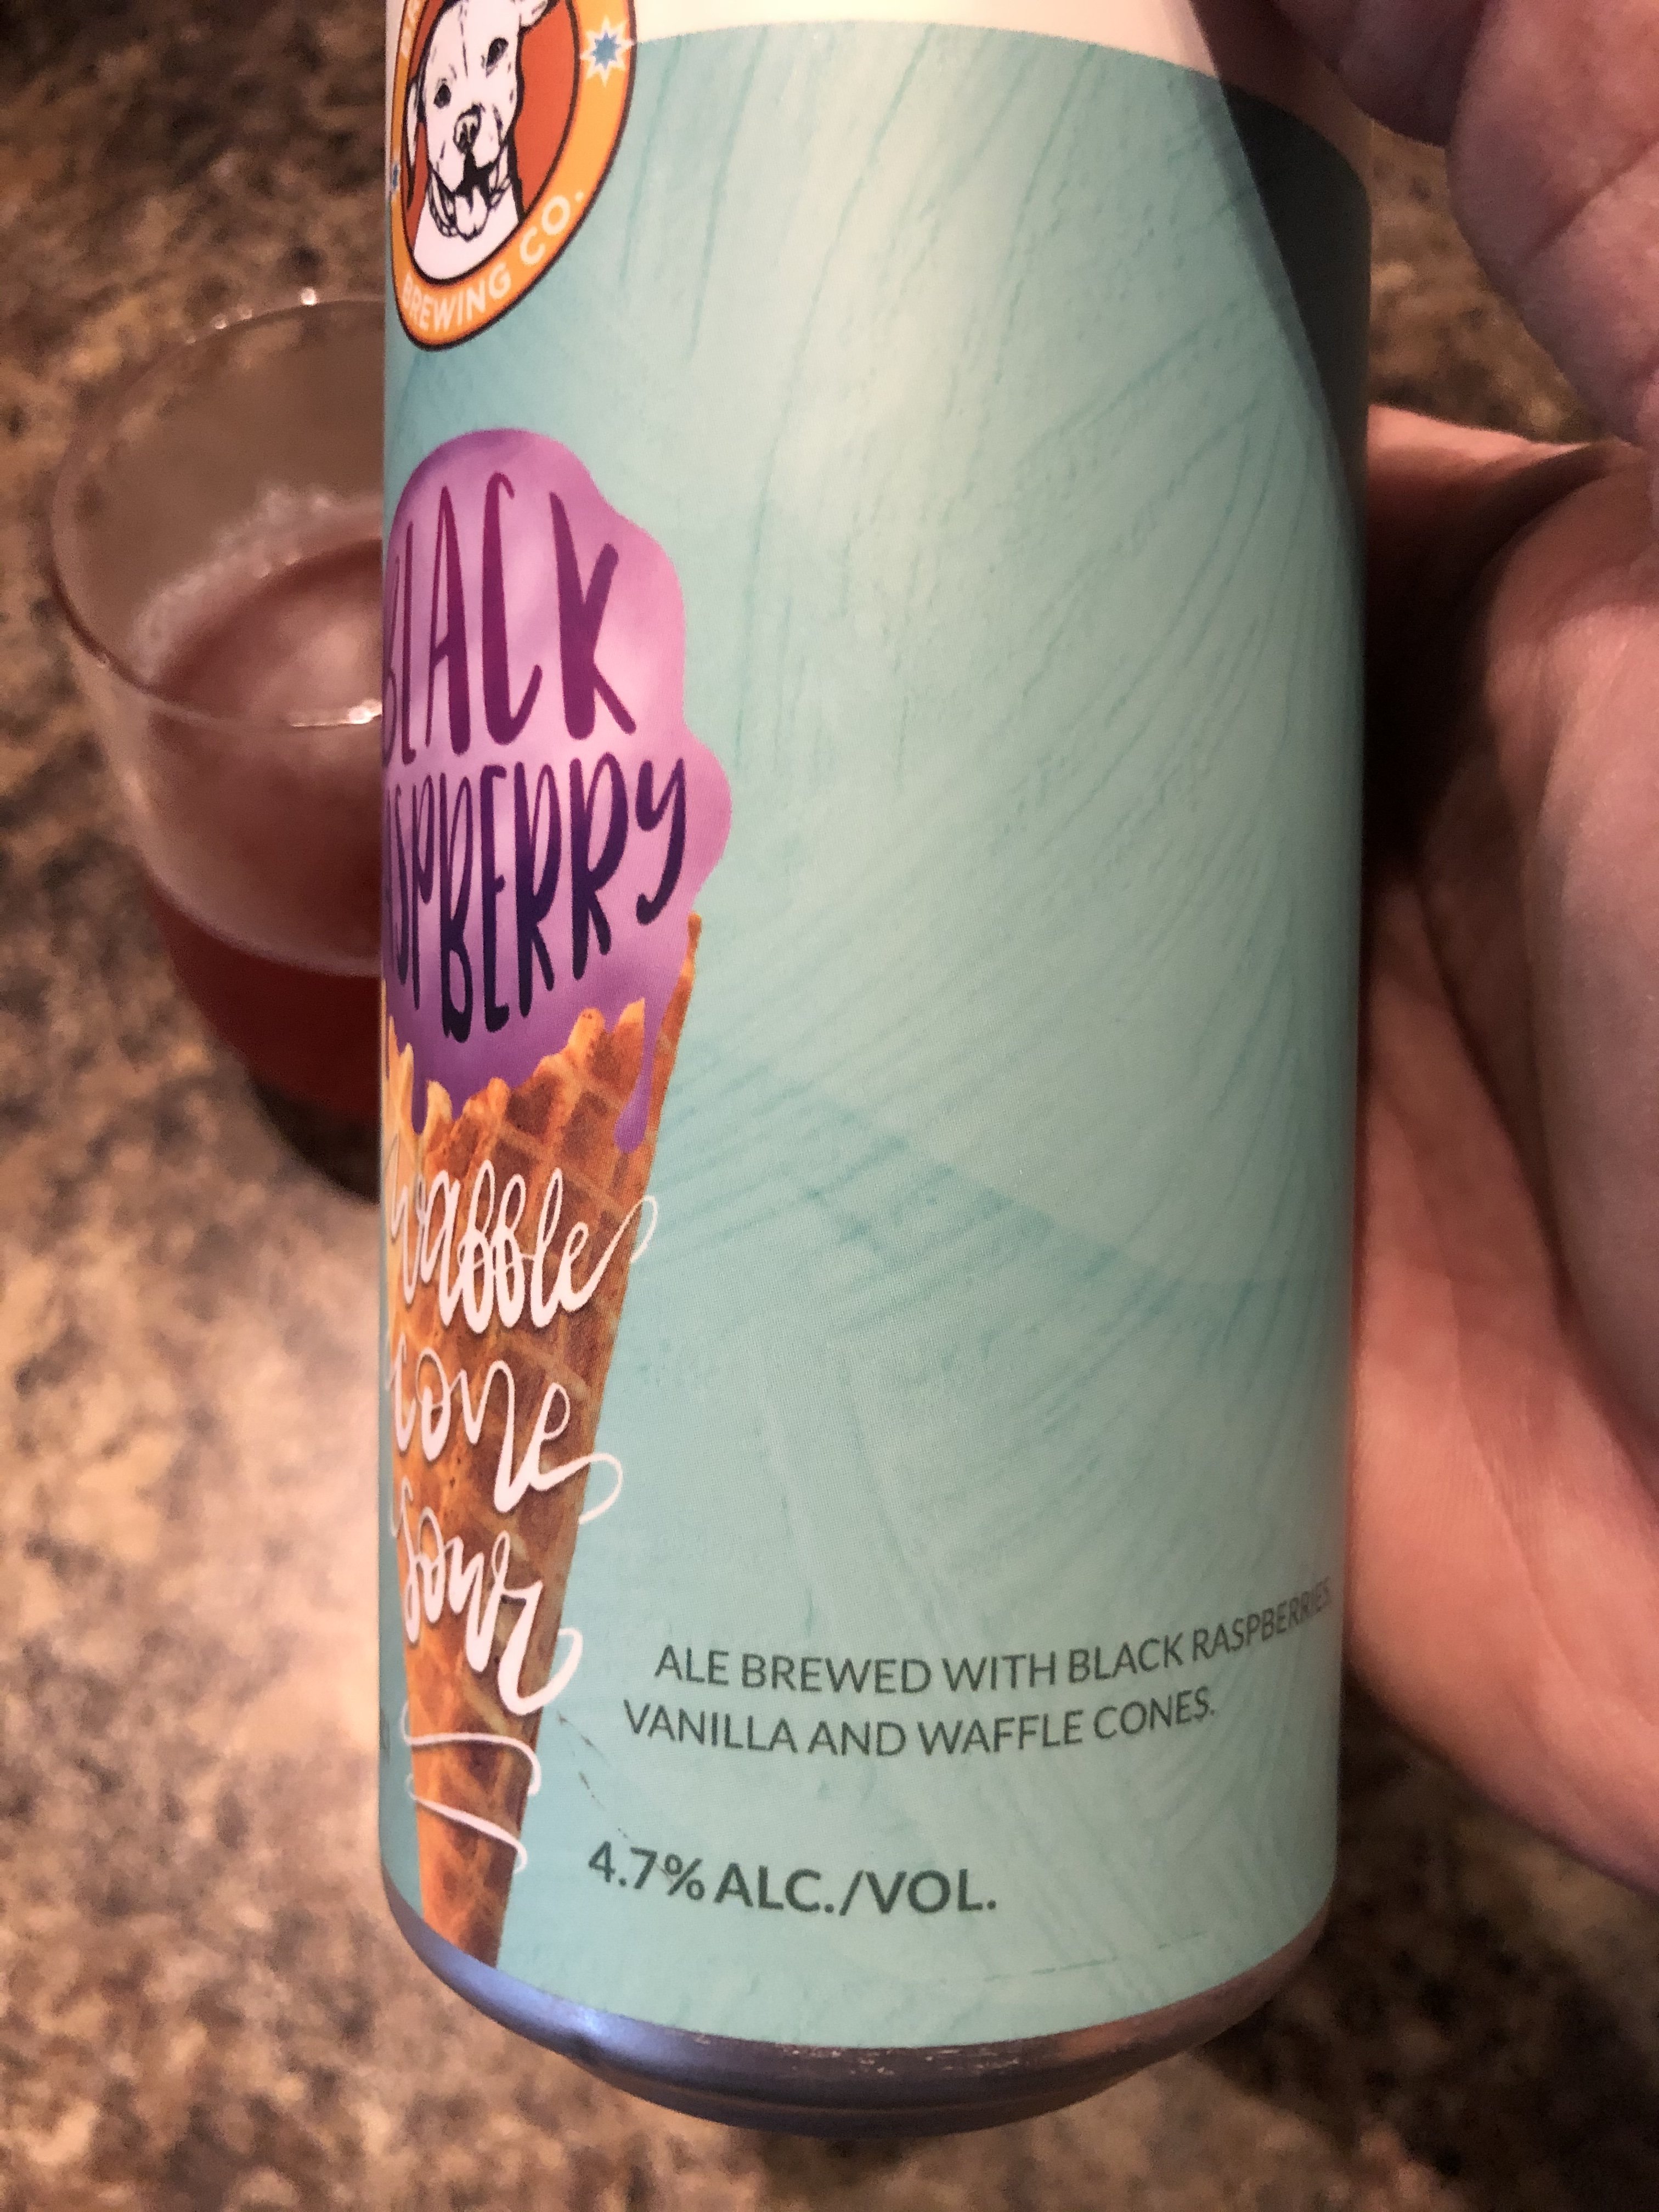 BREWING CO.
BLACK
RASPBERRY
waffle
cone
sour
ALE BREWED WITH BLACK RASPBERRIES,
VANILLA AND WAFFLE CONES.
4.7% ALC./VOL.